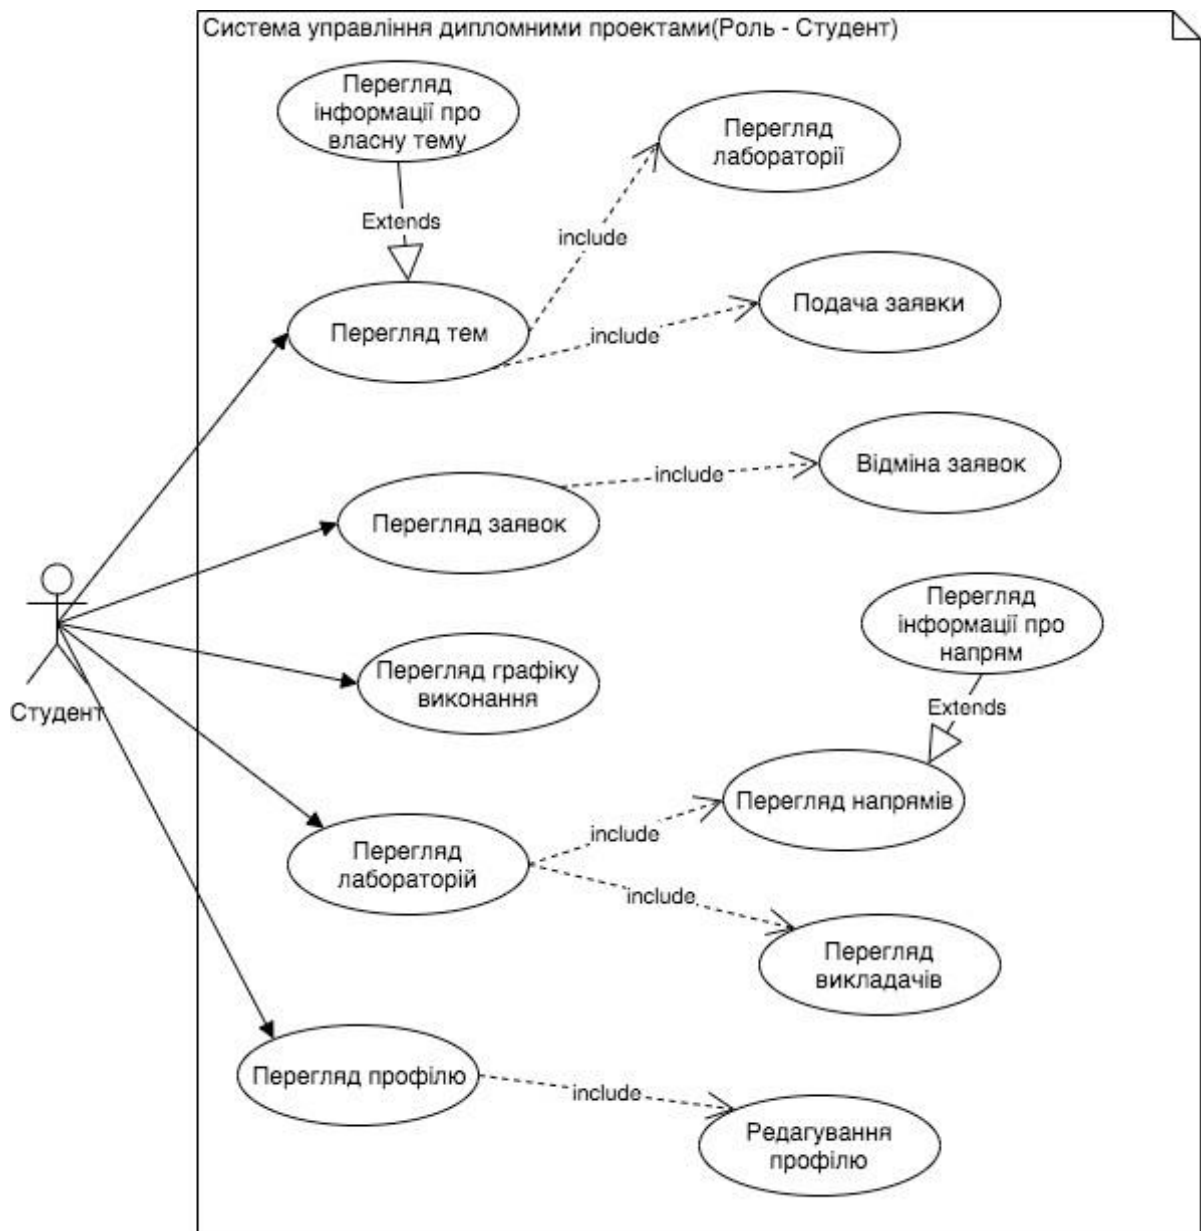 Система управління дипломними проектами(Роль - Студент)
Перегляд
інформації про
власну тему
Перегляд
лабораторії
Extends
include
Подача заявки
Перегляд тем
include
Відміна заявок
include
Перегляд заявок
Перегляд
інформації про
напрям
Перегляд графіку
виконання
Студент
Extends
Перегляд напрямів
include
Перегляд
лабораторій
include
Перегляд
викладачів
Перегляд профілю
include
Редагування
профілю